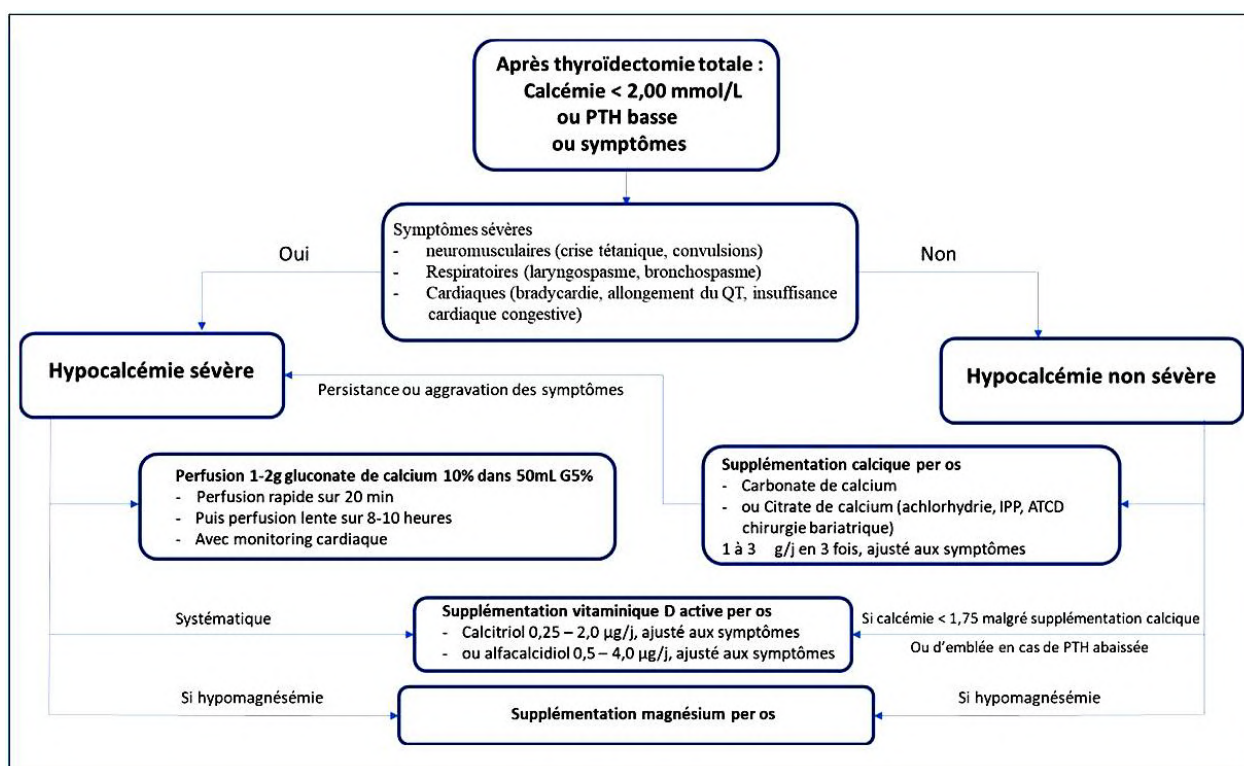 Après thyroïdectomie totale :
Calcémie < 2,00 mmol/L
ou PTH basse
ou symptômes
Symptômes sévères
- neuromusculaires (crise tétanique, convulsions)
- Respiratoires (laryngospasme, bronchospasme)
- Cardiaques (bradycardie, allongement du QT, insuffisance
cardiaque congestive)
Oui
Non
Hypocalcémie sévère
Hypocalcémie non sévère
Persistance ou aggravation des symptômes
Perfusion 1-2g gluconate de calcium 10% dans 50mL G5%
- Perfusion rapide sur 20 min
- Puis perfusion lente sur 8-10 heures
- Avec monitoring cardiaque
Supplémentation calcique per os
- Carbonate de calcium
- ou Citrate de calcium (achlorhydrie, IPP, ATCD
chirurgie bariatrique)
1 à 3 g/j en 3 fois, ajusté aux symptômes
Systématique
Supplémentation vitaminique D active per os
- Calcitriol 0,25 – 2,0 µg/j, ajusté aux symptômes
- ou alfacalcidiol 0,5 – 4,0 µg/j, ajusté aux symptômes
Si calcémie < 1,75 malgré supplémentation calcique
Ou d'emblée en cas de PTH abaissée
Si hypomagnésémie
Supplémentation magnésium per os
Si hypomagnésémie